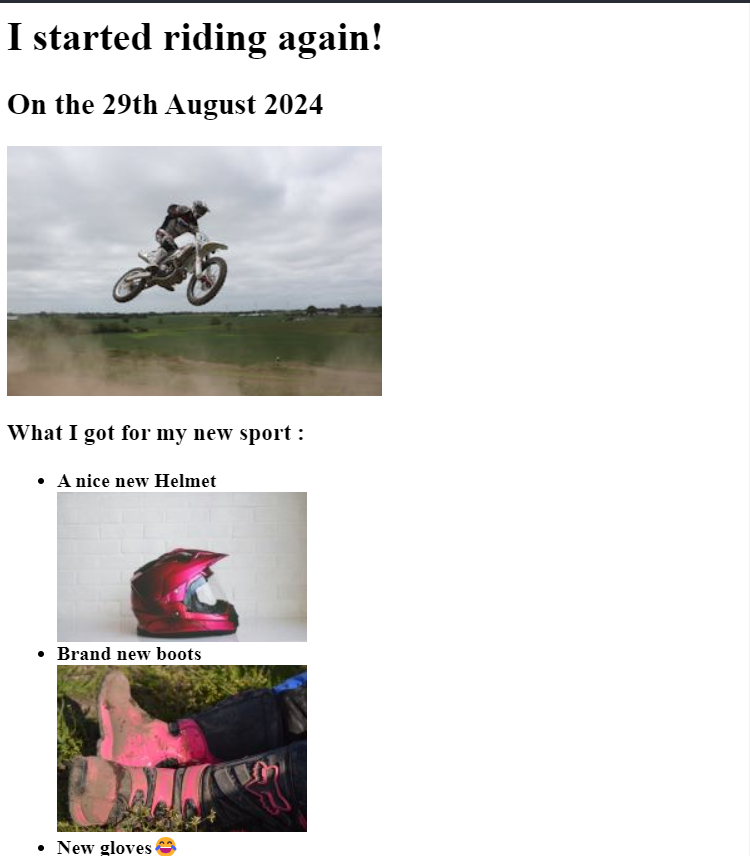 I started riding again!
On the 29th August 2024
What I got for my new sport :
A nice new Helmet
Brand new boots
New gloves😂